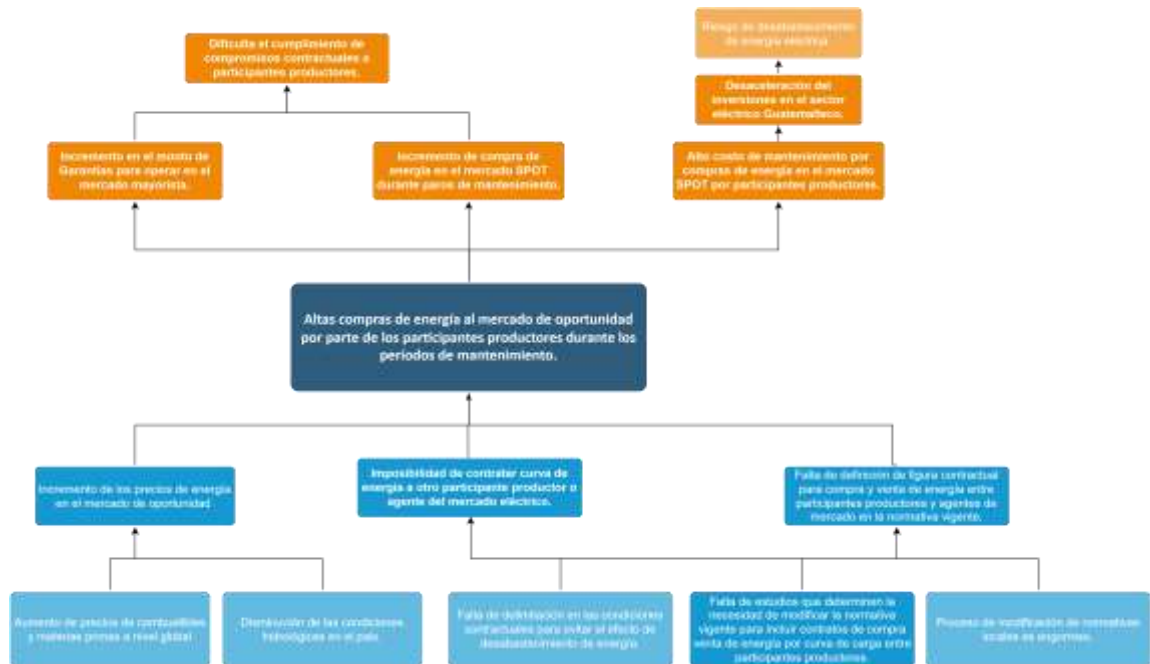 Riesgo de desabastecimiento
de energía eléctrica
Dificulta el cumplimiento de
compromisos contractuales a
participantes productores.
Desaceleración del
inversiones en el sector
eléctrico Guatemalteco.
Incremento en el monto de
Garantías para operar en el
mercado mayorista.
Incremento de compra de
energía en el mercado SPOT
durante paros de mantenimiento.
Alto costo de mantenimiento por
compras de energía en el mercado
SPOT por participantes productores.
Altas compras de energía al mercado de oportunidad
por parte de los participantes productores durante los
períodos de mantenimiento.
Incremento de los precios de energía
en el mercado de oportunidad
Imposibilidad de contratar curva de
energía a otro participante productor o
agente del mercado eléctrico.
Falta de definición de figura contractual
para compra y venta de energía entre
participantes productores y agentes de
mercado en la normativa vigente.
Aumento de precios de combustibles
y materias primas a nivel global
Disminución de las condiciones
hidrológicas en el país
Falta de delimitación en las condiciones
contractuales para evitar el efecto de
desabastecimiento de energía.
Falta de estudios que determinen la
necesidad de modificar la normativa
vigente para incluir contratos de compra
venta de energía por curva de carga entre
participantes productores.
Proceso de modificación de normativas
locales es engorroso.